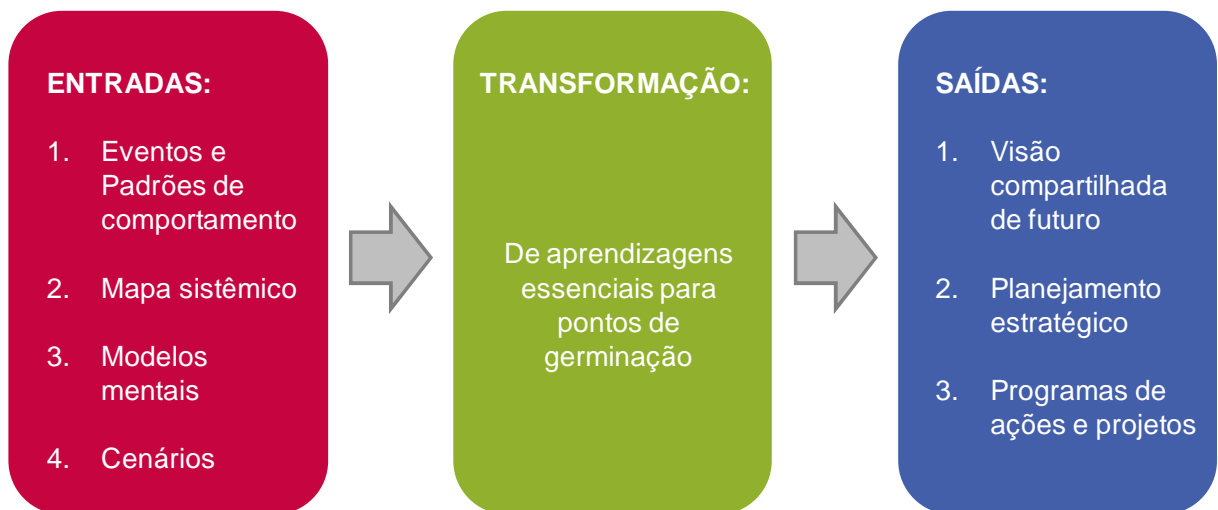 ENTRADAS:
1. Eventos e
Padrões de
comportamento
2. Mapa sistêmico
3. Modelos
mentais
4. Cenários
TRANSFORMAÇÃO:
De aprendizagens
essenciais para
pontos de
germinação
SAÍDAS:
1. Visão
compartilhada
de futuro
2. Planejamento
estratégico
3. Programas de
ações e projetos